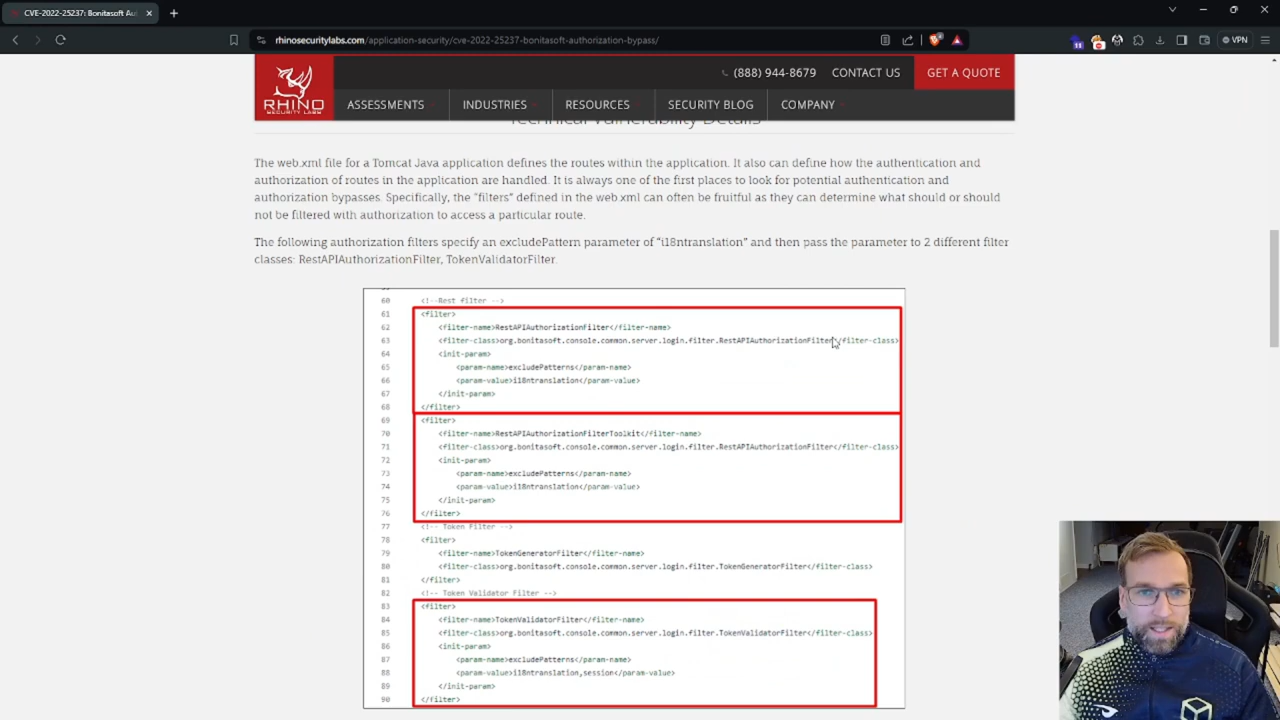 CVE-2022-25237: Bonitasoft Au
rhinosecuritylabs.com/application-security/cve-2022-25237-bonitasoft-authorization-bypass/
11
VPN
(888) 944-8679 CONTACT US GET A QUOTE
RHINO
SECURITY LABS
ASSESSMENTS INDUSTRIES RESOURCES SECURITY BLOG COMPANY
Technical Vulnerability Details
The web.xml file for a Tomcat Java application defines the routes within the application. It also can define how the authentication and
authorization of routes in the application are handled. It is always one of the first places to look for potential authentication and
authorization bypasses. Specifically, the "filters" defined in the web.xml can often be fruitful as they can determine what should or should
not be filtered with authorization to access a particular route.
The following authorization filters specify an excludePattern parameter of "i18ntranslation" and then pass the parameter to 2 different filter
classes: RestAPIAuthorizationFilter, TokenValidatorFilter.
60 <!--Rest filter -->
61 <filter>
62 <filter-name>RestAPIAuthorizationFilter</filter-name>
63 <filter-class>org.bonitasoft.console.common.server.login.filter.RestAPIAuthorizationFilter</filter-class>
64 <init-param>
65 <param-name>excludePatterns</param-name>
66 <param-value>i18ntranslation</param-value>
67 </init-param>
68 </filter>
69 <filter>
70 <filter-name>RestAPIAuthorizationFilterToolkit</filter-name>
71 <filter-class>org.bonitasoft.console.common.server.login.filter.RestAPIAuthorizationFilter</filter-class>
72 <init-param>
73 <param-name>excludePatterns</param-name>
74 <param-value>i18ntranslation</param-value>
75 </init-param>
76 </filter>
77 <!-- Token Filter -->
78 <filter>
79 <filter-name>TokenGeneratorFilter</filter-name>
80 <filter-class>org.bonitasoft.console.common.server.login.filter.TokenGeneratorFilter</filter-class>
81 </filter>
82 <!-- Token Validator Filter -->
83 <filter>
84 <filter-name>TokenValidatorFilter</filter-name>
85 <filter-class>org.bonitasoft.console.common.server.login.filter.TokenValidatorFilter</filter-class>
86 <init-param>
87 <param-name>excludePatterns</param-name>
88 <param-value>i18ntranslation,session</param-value>
89 </init-param>
90 </filter>